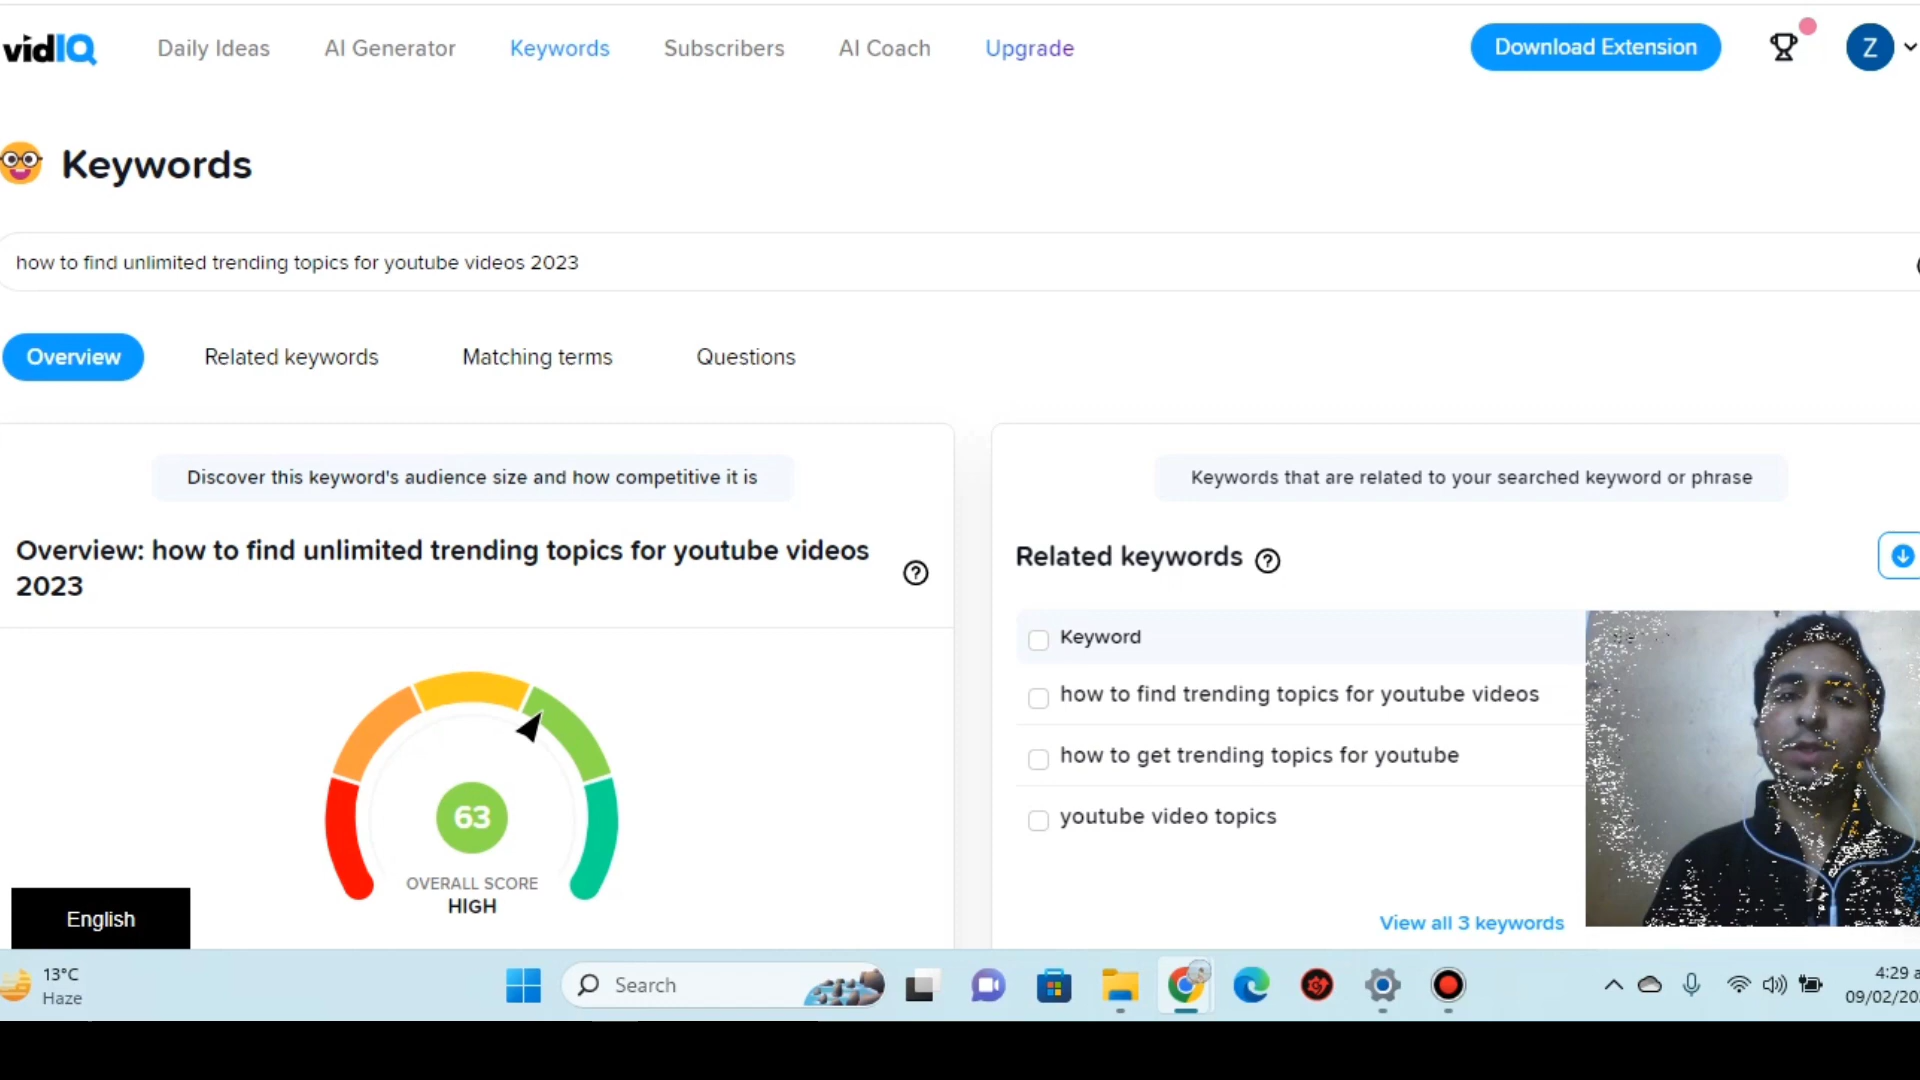 vidIQ
Daily Ideas
AI Generator
Keywords
Subscribers
AI Coach
Upgrade
Download Extension
Z
Keywords
how to find unlimited trending topics for youtube videos 2023
Overview
Related keywords
Matching terms
Questions
Discover this keyword's audience size and how competitive it is
Overview: how to find unlimited trending topics for youtube videos
2023
63
OVERALL SCORE
HIGH
Keywords that are related to your searched keyword or phrase
Related keywords
Keyword
how to find trending topics for youtube videos
how to get trending topics for youtube
youtube video topics
View all 3 keywords
English
13°C
Haze
Search
4:29 a
09/02/20